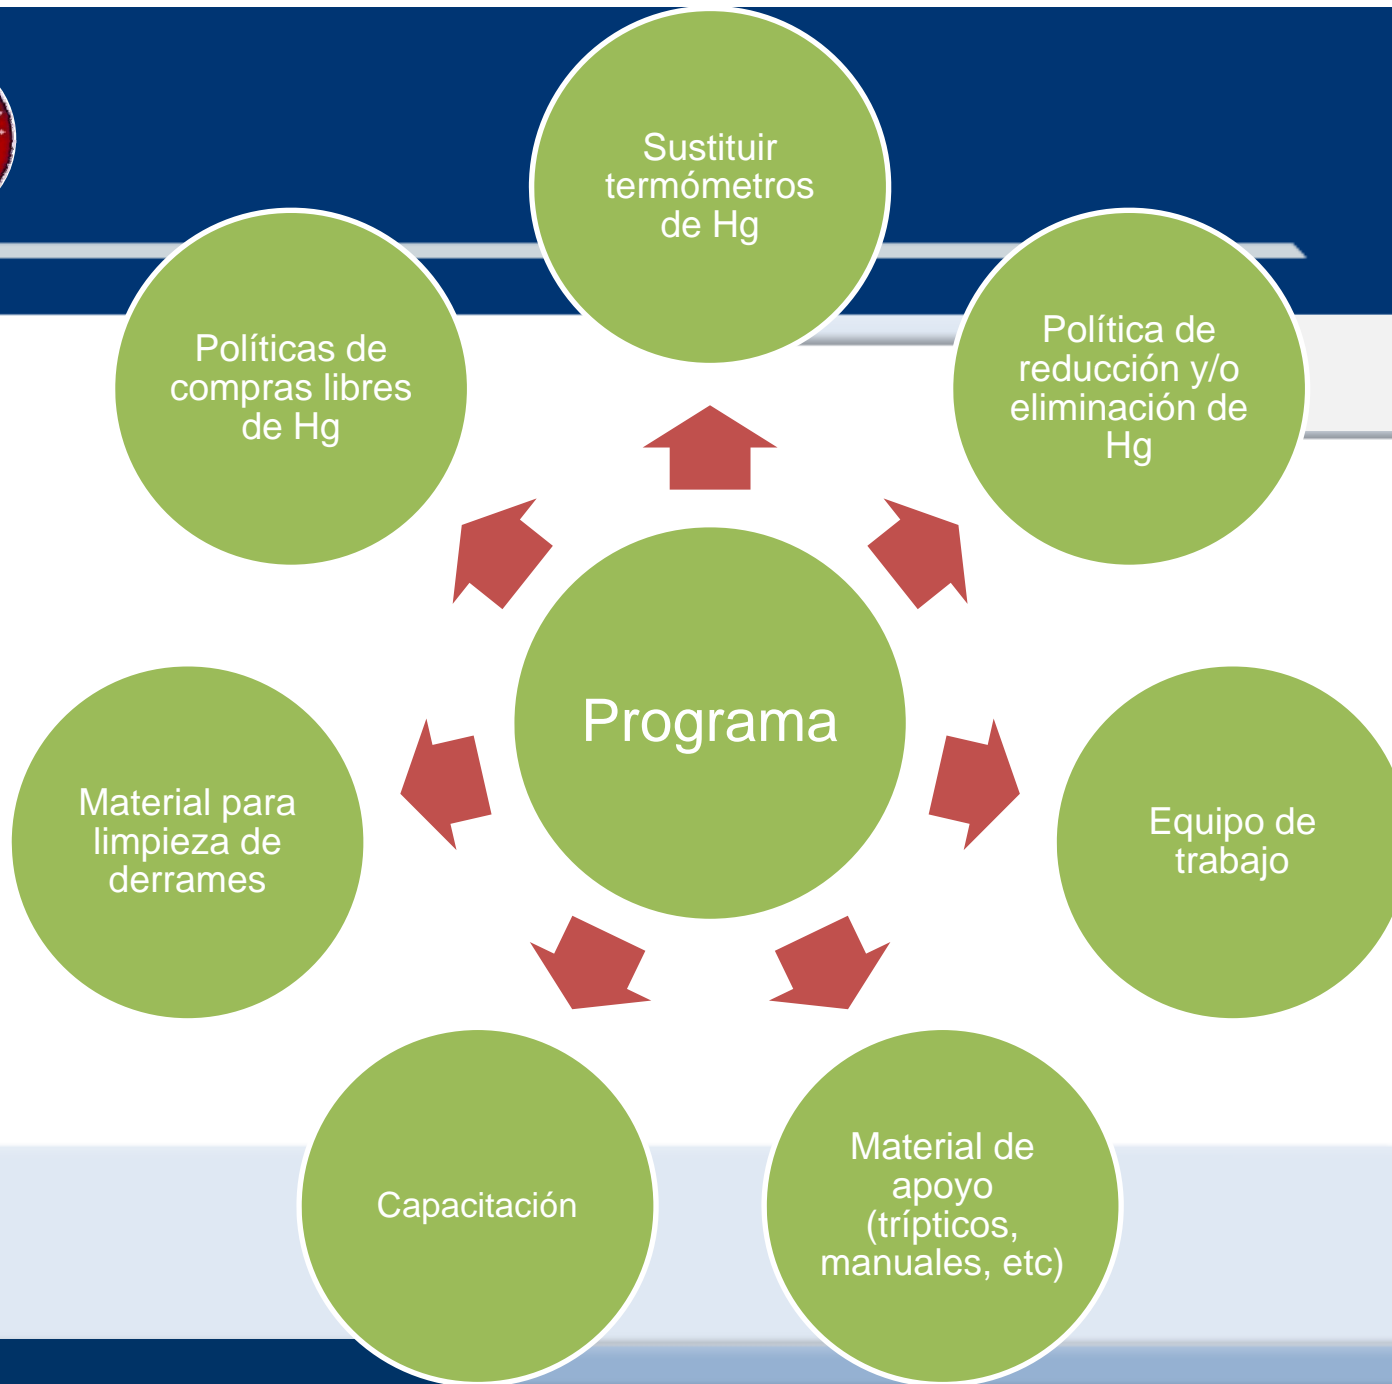 Sustituir
termómetros
de Hg
Política de
reducción y/o
eliminación de
Hg
Equipo de
trabajo
Material de
apoyo
(trípticos,
manuales, etc)
Capacitación
Material para
limpieza de
derrames
Políticas de
compras libres
de Hg
Programa